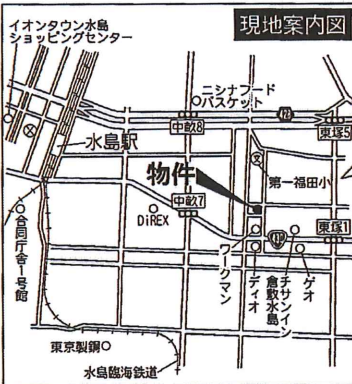 現地案内図
イオンタウン水島
ショッピングセンター
ニシナフード
バスケット
中畝8
東塚5
水島駅
物件
第一福田小
中畝7
DiREX
合同庁舎1号館
ワークマン
ディオ
チサンイン
倉敷水島
ゲオ
東塚1
東京製鋼
水島臨海鉄道